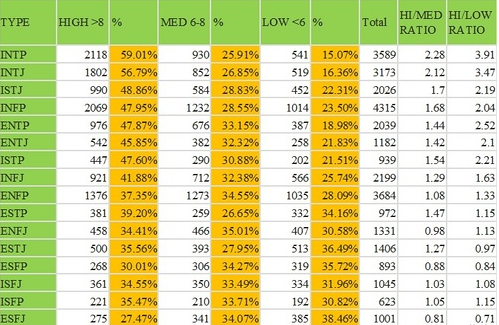 TYPE HIGH >8 % MED 6-8 % LOW <6 % Total HI/MED RATIO HI/LOW RATIO
INTP 2118 59.01% 930 25.91% 541 15.07% 3589 2.28 3.91
INTJ 1802 56.79% 852 26.85% 519 16.36% 3173 2.12 3.47
ISTJ 990 48.86% 584 28.83% 452 22.31% 2026 1.7 2.19
INFP 2069 47.95% 1232 28.55% 1014 23.50% 4315 1.68 2.04
ENTP 976 47.87% 676 33.15% 387 18.98% 2039 1.44 2.52
ENTJ 542 45.85% 382 32.32% 258 21.83% 1182 1.42 2.1
ISTP 447 47.60% 290 30.88% 202 21.51% 939 1.54 2.21
INFJ 921 41.88% 712 32.38% 566 25.74% 2199 1.29 1.63
ENFP 1376 37.35% 1273 34.55% 1035 28.09% 3684 1.08 1.33
ESTP 381 39.20% 259 26.65% 332 34.16% 972 1.47 1.15
ENFJ 458 34.41% 466 35.01% 407 30.58% 1331 0.98 1.13
ESTJ 500 35.56% 393 27.95% 513 36.49% 1406 1.27 0.97
ESFP 268 30.01% 306 34.27% 319 35.72% 893 0.88 0.84
ISFJ 361 34.55% 350 33.49% 334 31.96% 1045 1.03 1.08
ISFP 221 35.47% 210 33.71% 192 30.82% 623 1.05 1.15
ESFJ 275 27.47% 341 34.07% 385 38.46% 1001 0.81 0.71